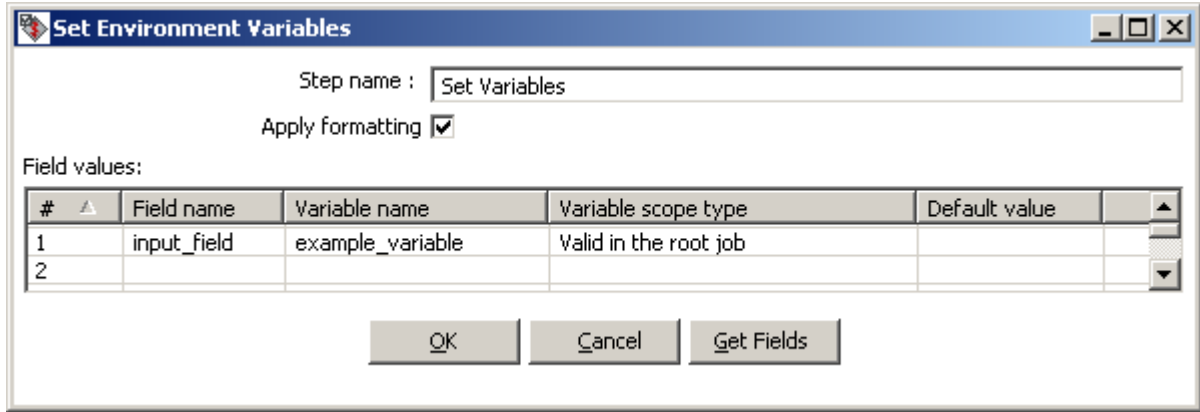 Set Environment Variables
Step name : Set Variables
Apply formatting
Field values:
# Field name Variable name Variable scope type Default value
1 input_field example_variable Valid in the root job
2
OK Cancel Get Fields